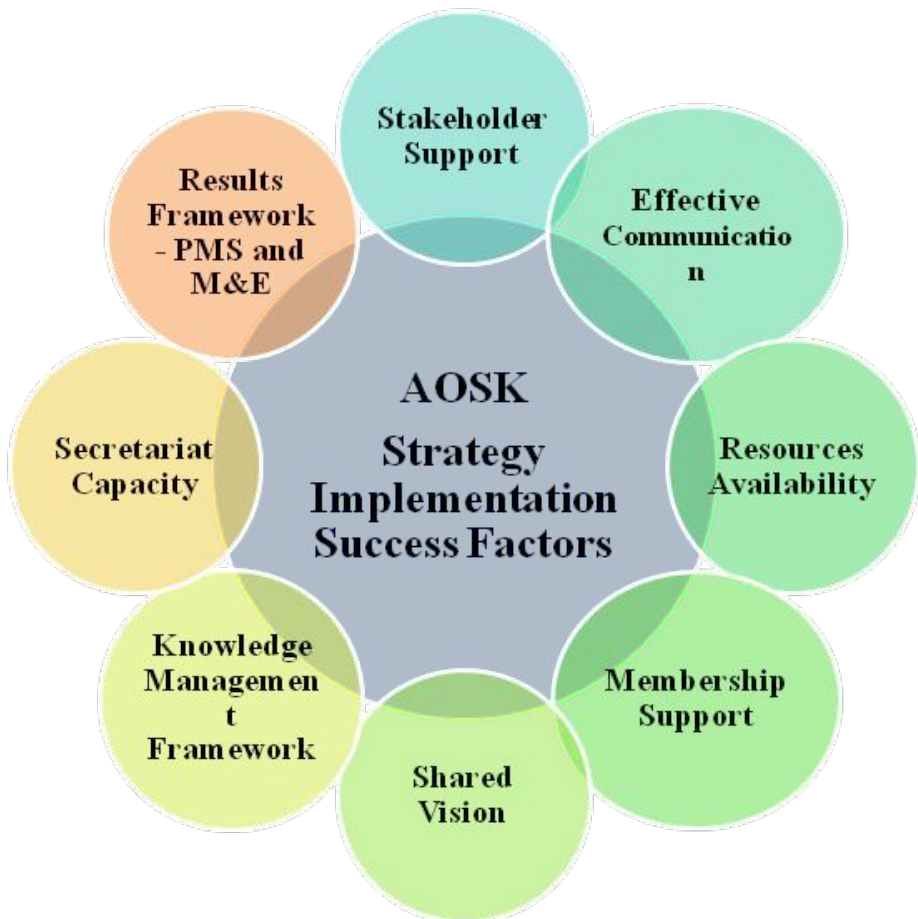 Stakeholder
Support
Effective
Communicatio
n
Resources
Availability
Membership
Support
Shared
Vision
Knowledge
Managemen
t
Framework
Secretariat
Capacity
Results
Framework
- PMS and
M&E
AOSK
Strategy
Implementation
Success Factors